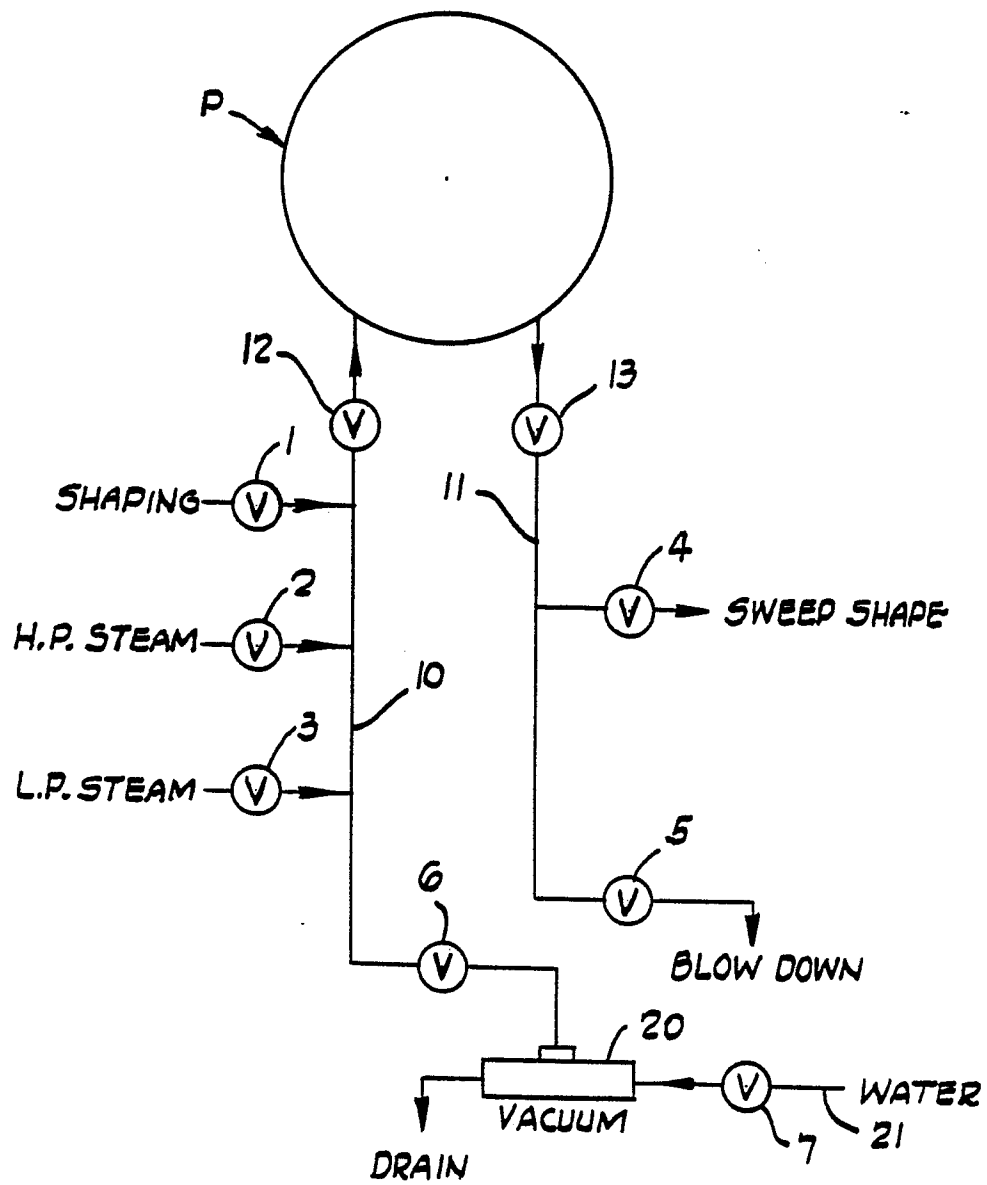 P
12
V
V
13
1
SHAPING
V
11
4
V
SWEEP SHAPE
2
H.P. STEAM
V
10
3
L.P. STEAM
V
5
V
6
V
BLOW DOWN
20
V
WATER
VACUUM
7
21
DRAIN